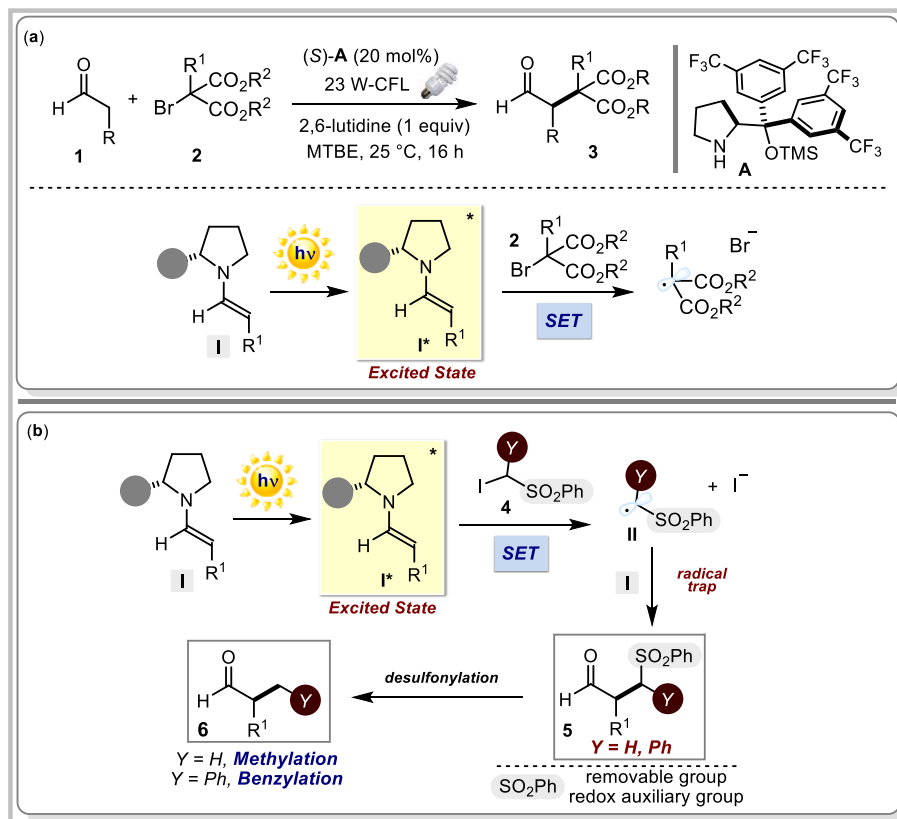 (a)
O
H
R
1
+
R¹
Br
CO₂R²
CO₂R²
2
(S)-A (20 mol%)
23 W-CFL
2,6-lutidine (1 equiv)
MTBE, 25 °C, 16 h
O
H
R
R¹
CO₂R
CO₂R
3
CF₃
F₃C
CF₃
CF₃
N
H
OTMS
A
N
H
R¹
I
hν
*
N
H
R¹
I*
Excited State
2
R¹
Br
CO₂R²
CO₂R²
SET
Br⁻
R¹
CO₂R²
CO₂R²
(b)
N
H
R¹
I
hν
*
N
H
R¹
I*
Excited State
Y
I
SO₂Ph
4
SET
Y
SO₂Ph
II
+ I⁻
I
radical
trap
O
H
SO₂Ph
Y
R¹
5
Y = H, Ph
desulfonylation
O
H
Y
R¹
6
Y = H, Methylation
Y = Ph, Benzylation
SO₂Ph
removable group
redox auxiliary group